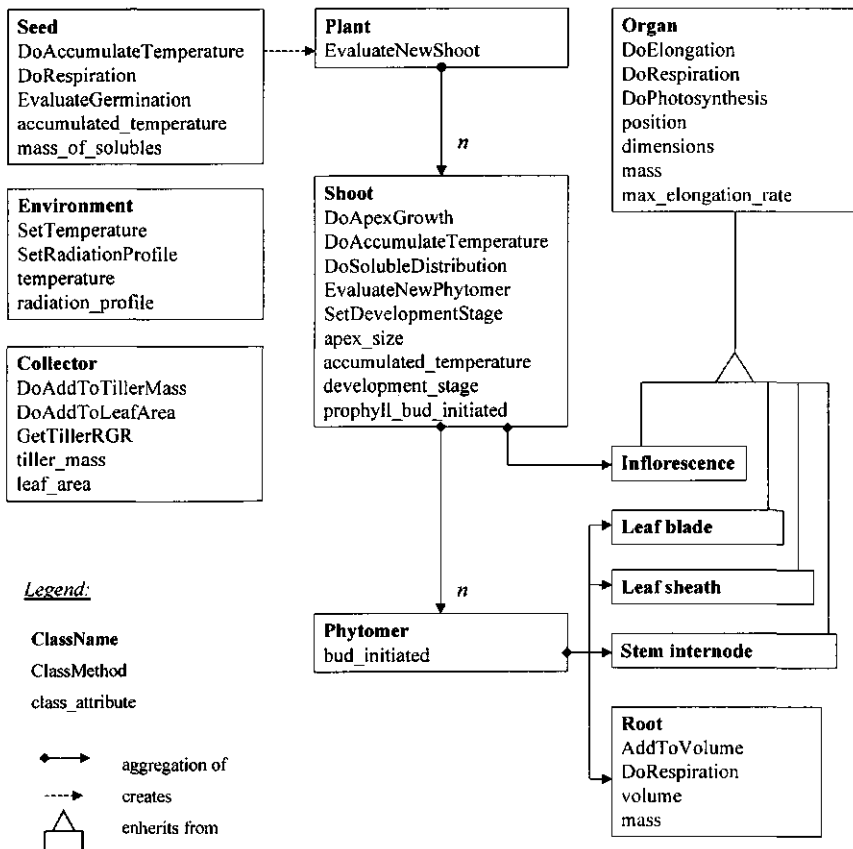 Seed
DoAccumulateTemperature
DoRespiration
EvaluateGermination
accumulated_temperature
mass_of_solubles
Plant
EvaluateNewShoot
Organ
DoElongation
DoRespiration
DoPhotosynthesis
position
dimensions
mass
max_elongation_rate
n
Environment
SetTemperature
SetRadiationProfile
temperature
radiation_profile
Shoot
DoApexGrowth
DoAccumulateTemperature
DoSolubleDistribution
EvaluateNewPhytomer
SetDevelopmentStage
apex_size
accumulated_temperature
development_stage
prophyll_bud_initiated
Collector
DoAddToTillerMass
DoAddToLeafArea
GetTillerRGR
tiller_mass
leaf_area
Inflorescence
Leaf blade
Leaf sheath
n
Phytomer
bud_initiated
Stem internode
Root
AddToVolume
DoRespiration
volume
mass
Legend:
ClassName
ClassMethod
class_attribute
aggregation of
creates
enherits from